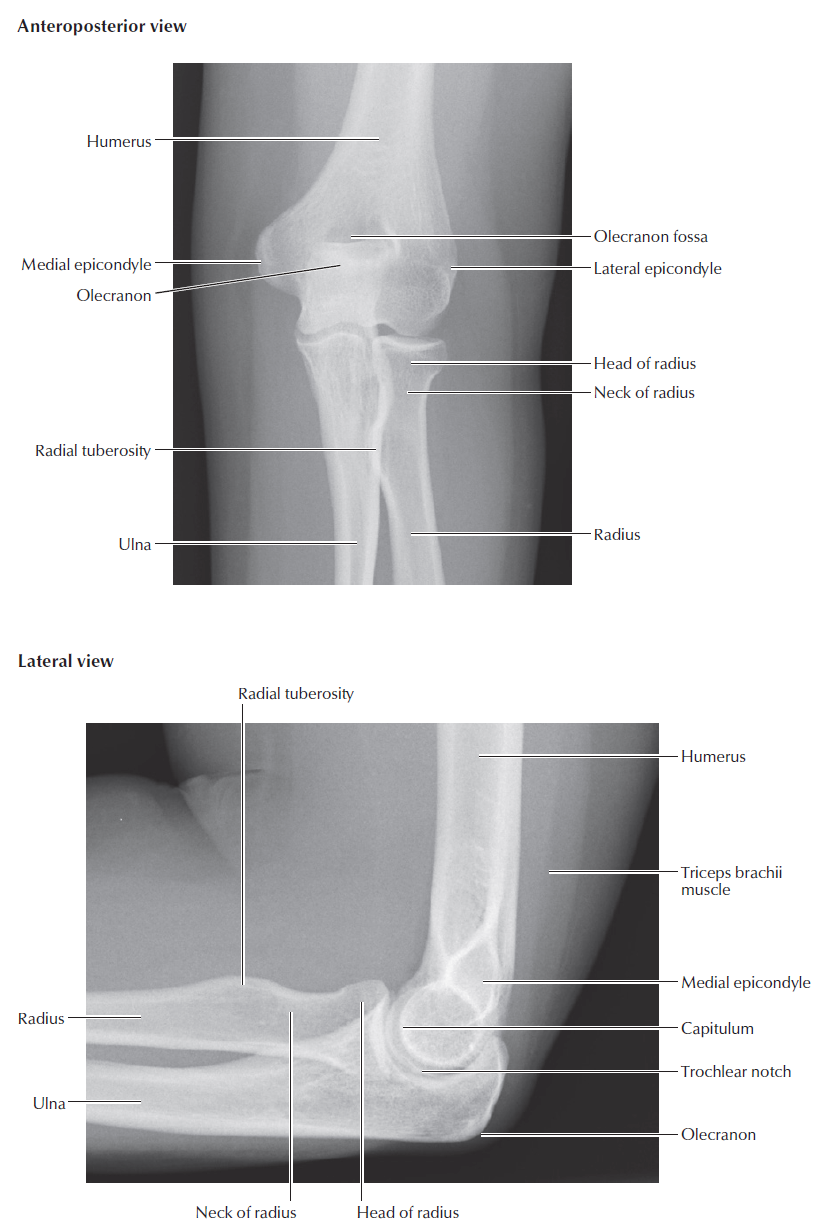 Anteroposterior view
Humerus
Olecranon fossa
Medial epicondyle
Lateral epicondyle
Olecranon
Head of radius
Neck of radius
Radial tuberosity
Radius
Ulna
Lateral view
Radial tuberosity
Humerus
Triceps brachii
muscle
Medial epicondyle
Radius
Capitulum
Trochlear notch
Ulna
Olecranon
Neck of radius
Head of radius